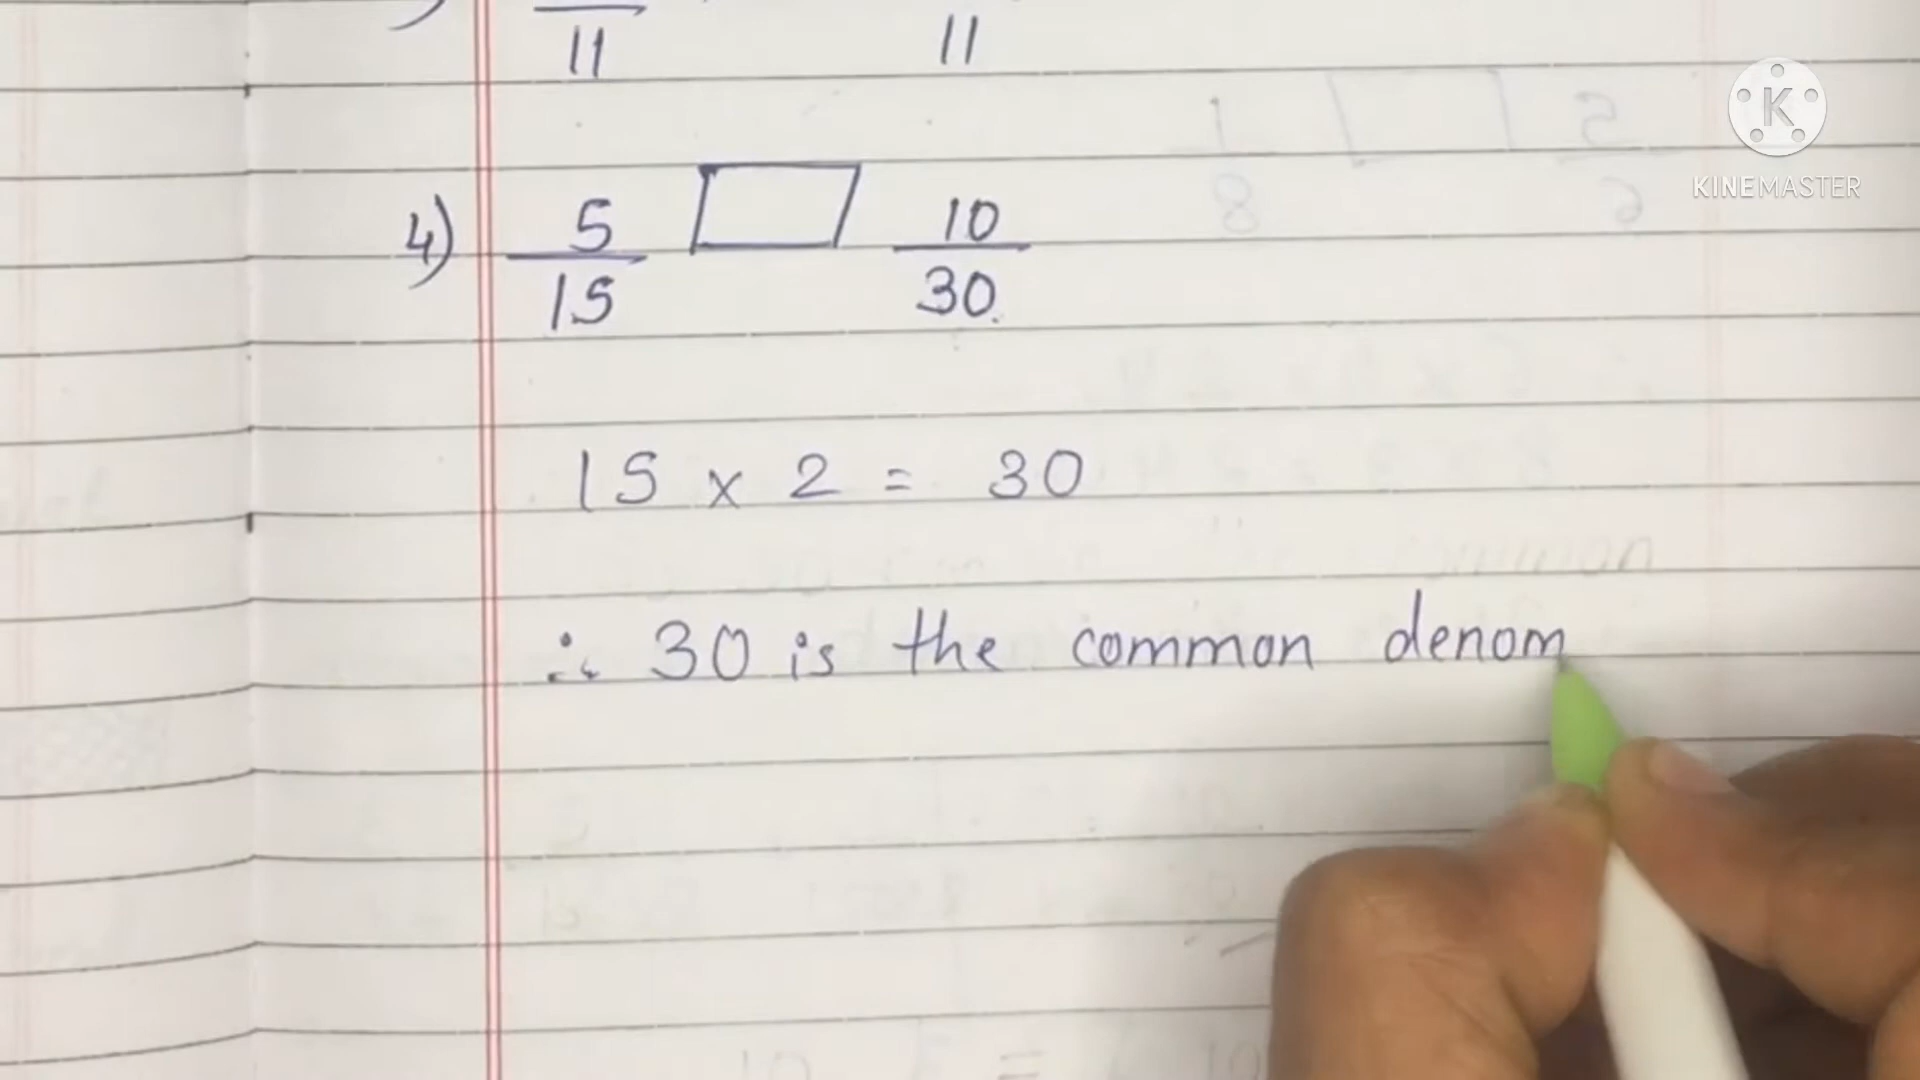 11 11
4) 5/15 □ 10/30.
15 x 2 = 30
∴ 30 is the common denom
KINEMASTER